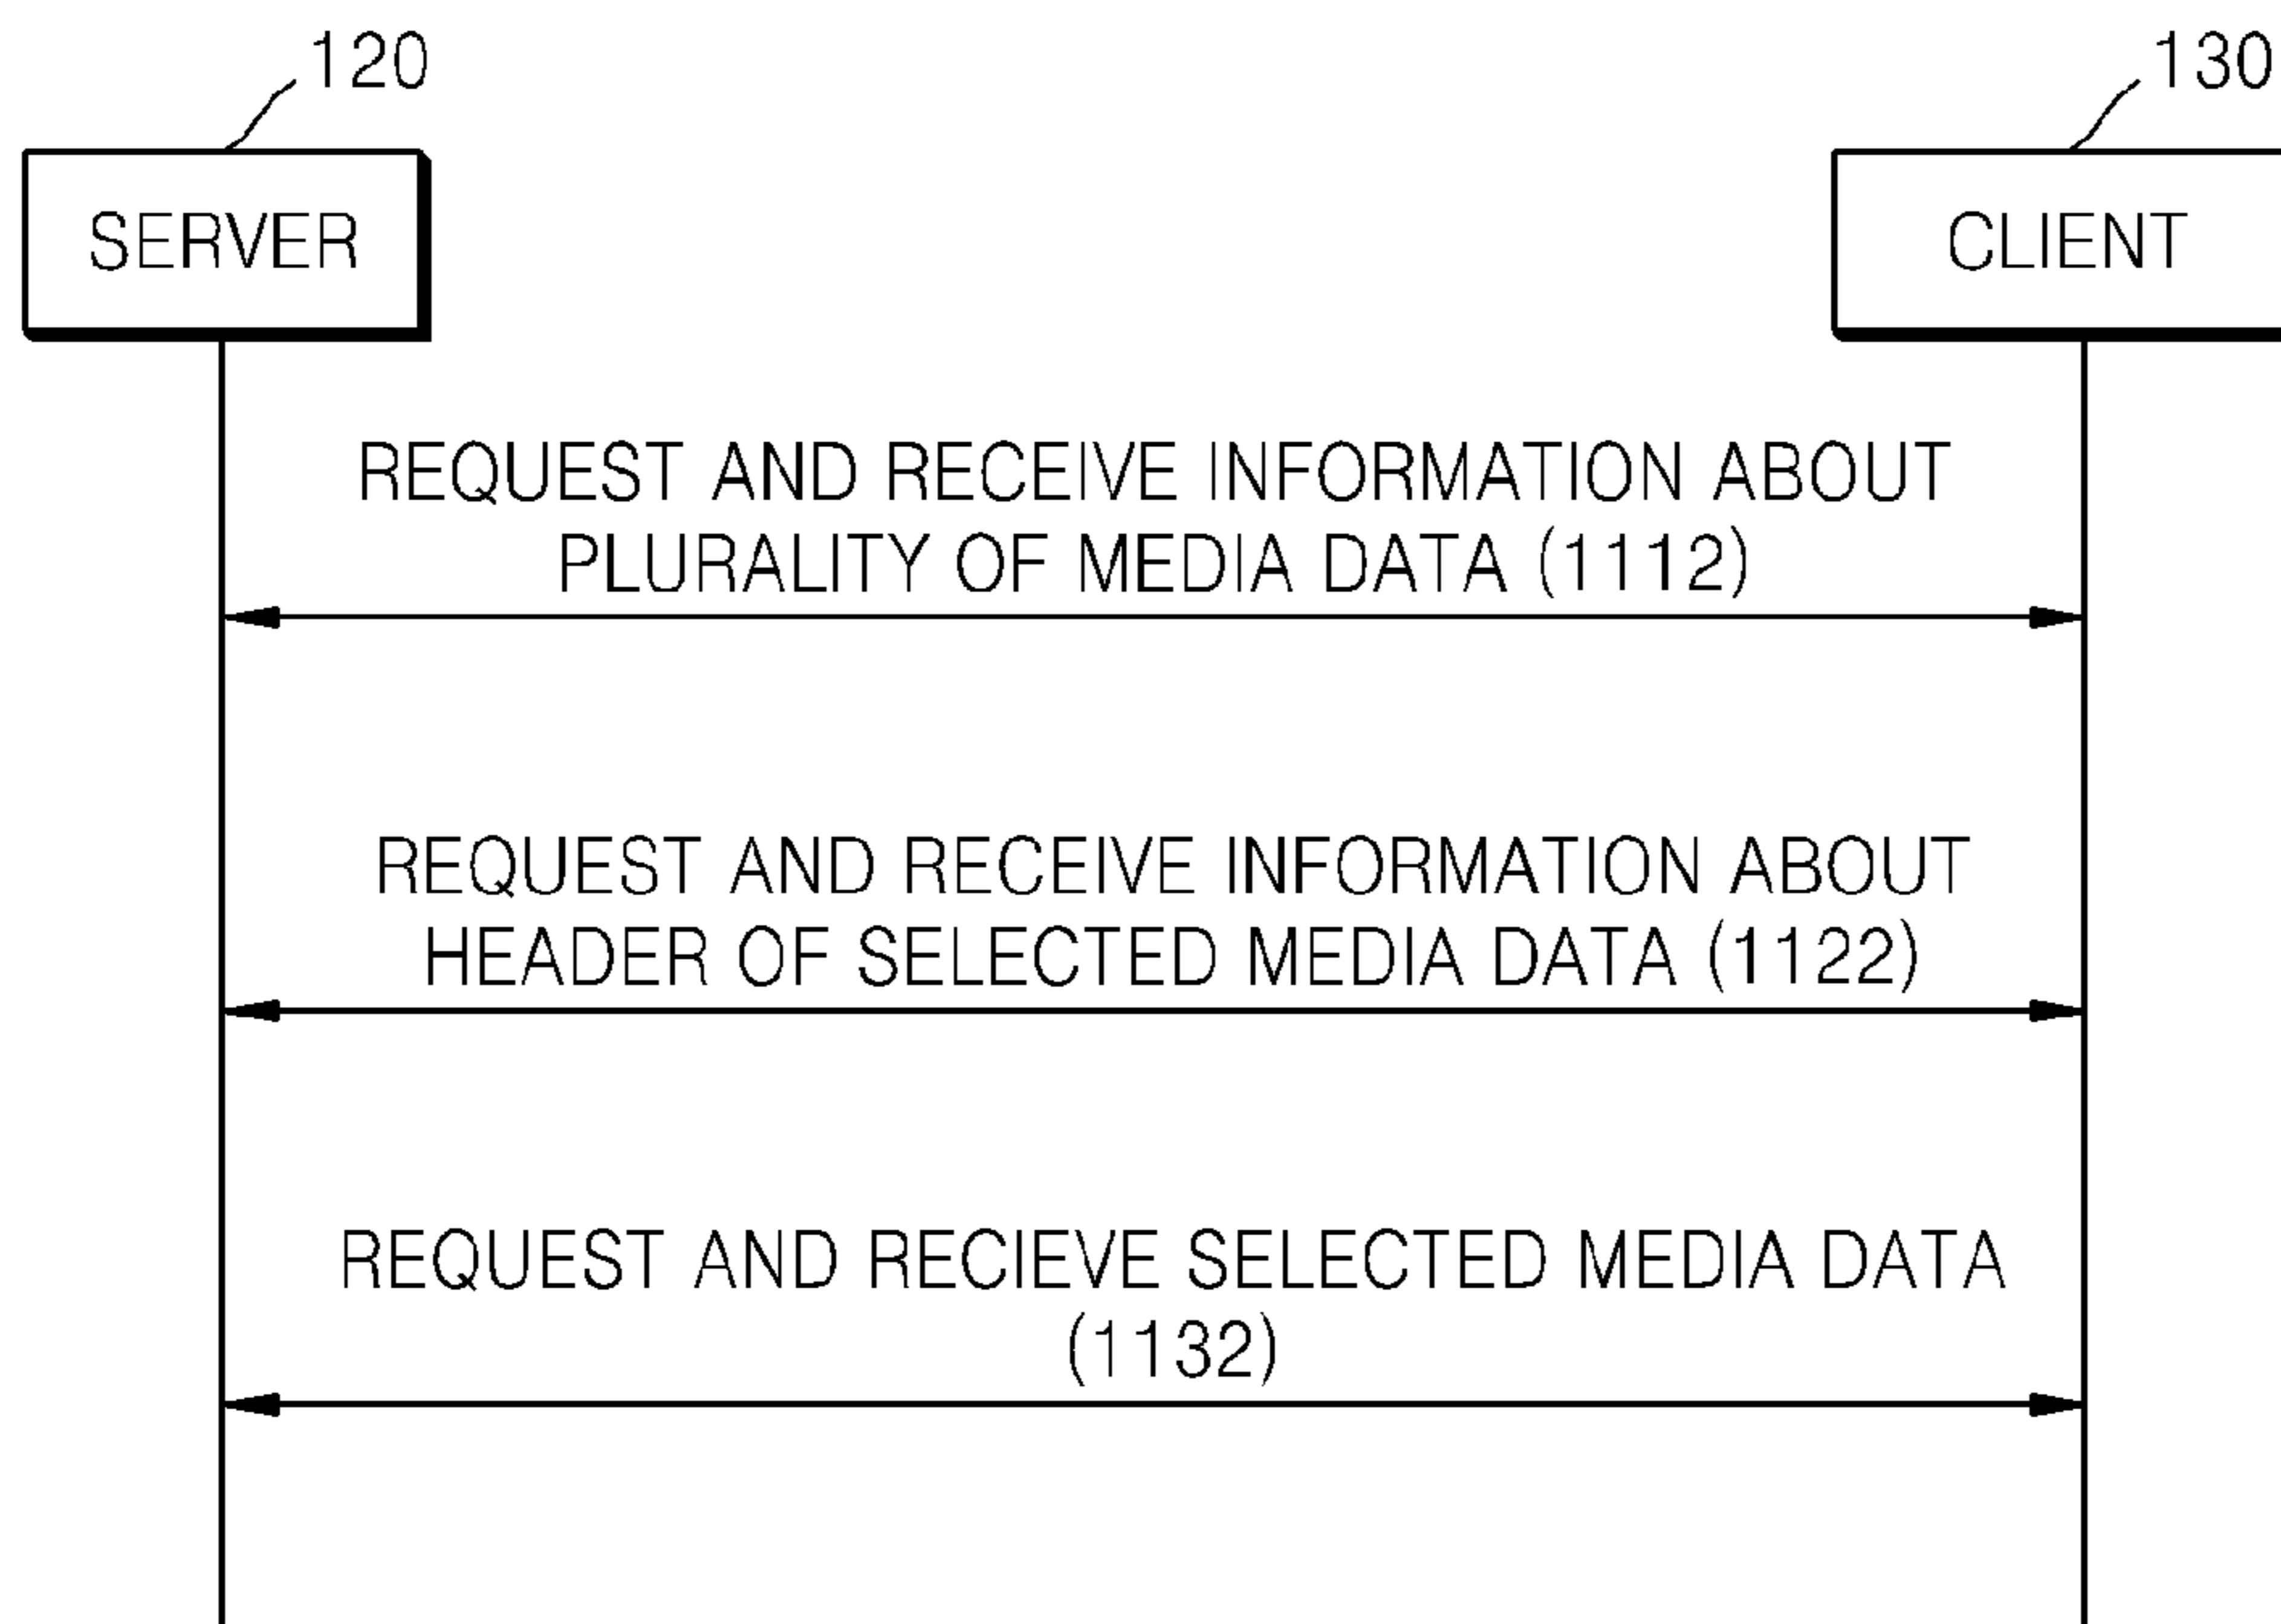 120
130
SERVER
CLIENT
REQUEST AND RECEIVE INFORMATION ABOUT
PLURALITY OF MEDIA DATA (1112)
REQUEST AND RECEIVE INFORMATION ABOUT
HEADER OF SELECTED MEDIA DATA (1122)
REQUEST AND RECIEVE SELECTED MEDIA DATA
(1132)